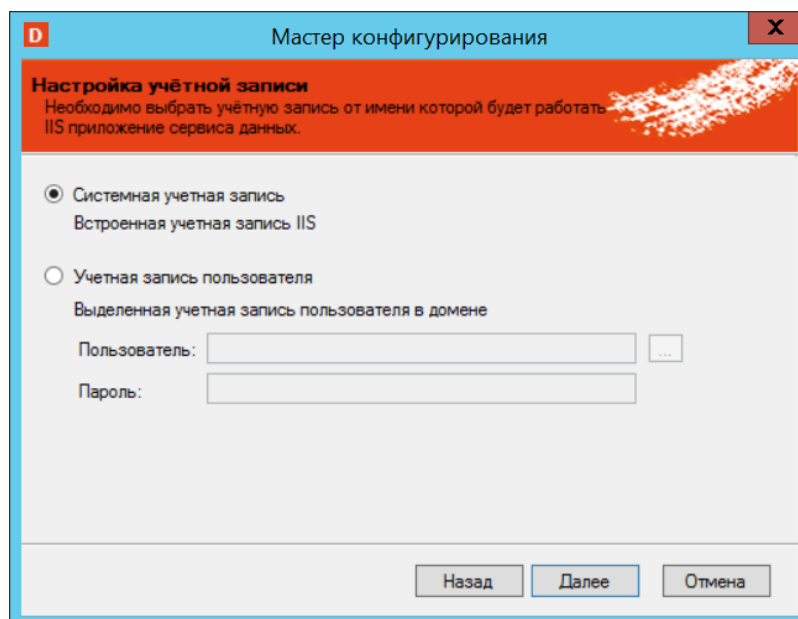 D
Мастер конфигурирования
X
Настройка учётной записи
Необходимо выбрать учётную запись от имени которой будет работать
IIS приложение сервиса данных.
Системная учетная запись
Встроенная учетная запись IIS
Учетная запись пользователя
Выделенная учетная запись пользователя в домене
Пользователь:
...
Пароль:
Назад Далее Отмена